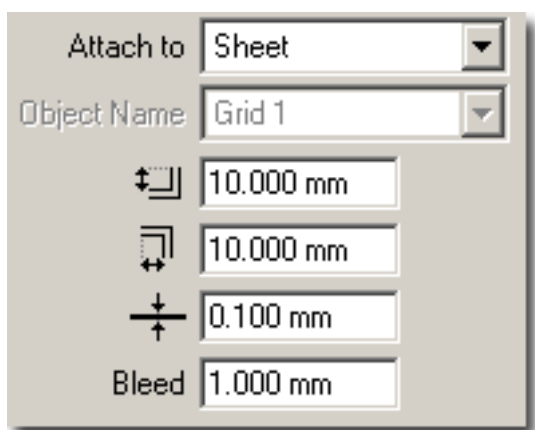 Attach to Sheet
Object Name Grid 1
10.000 mm
10.000 mm
0.100 mm
Bleed 1.000 mm